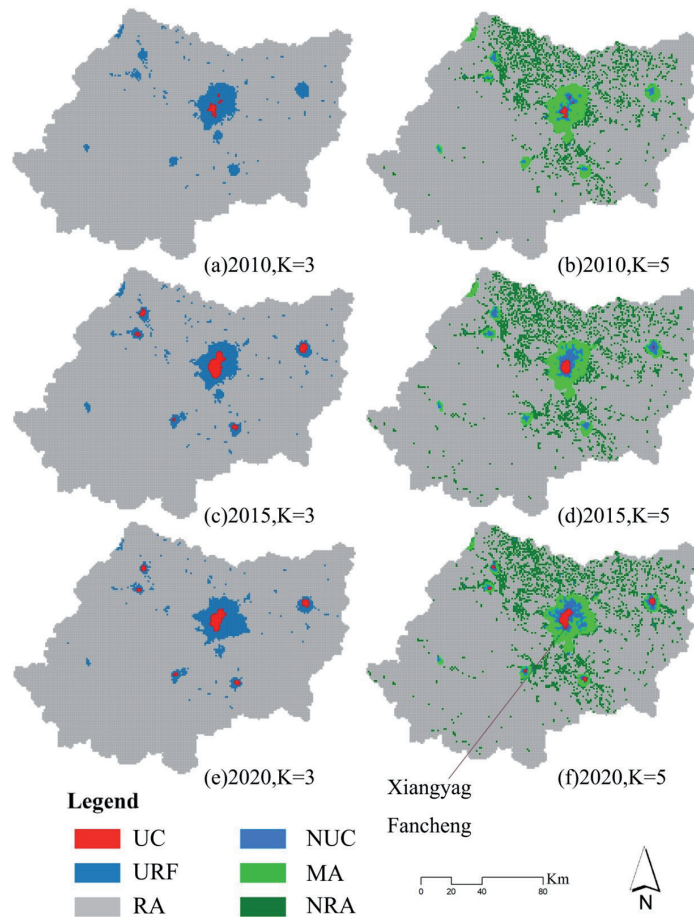 (a)2010,K=3
(b)2010,K=5
(c)2015,K=3
(d)2015,K=5
(e)2020,K=3
(f)2020,K=5
Xiangyag
Fancheng
Legend
UC
NUC
URF
MA
RA
NRA
Km
0 20 40 80
N